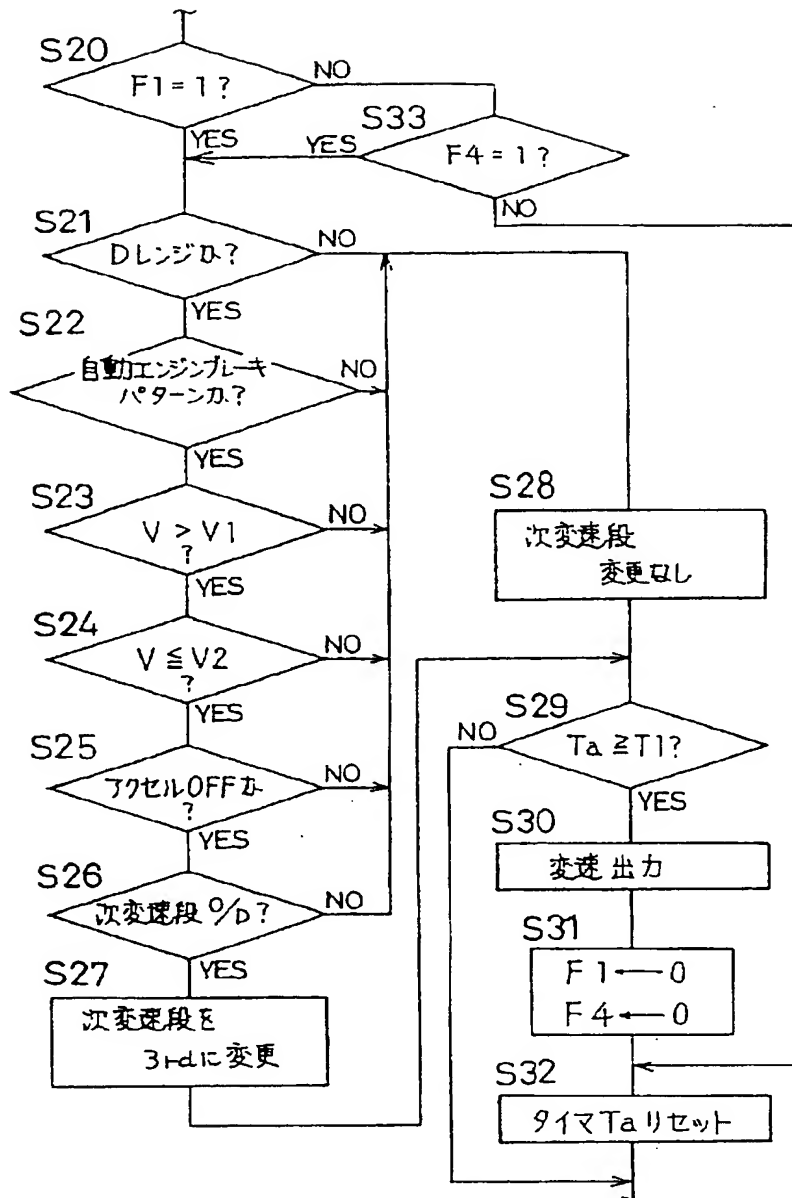 S20
F1=1?
NO
YES
S33
F4=1?
YES
NO
S21
Dレンジか?
NO
YES
S22
自動エンジンブレーキ
パターンか?
NO
YES
S23
V > V1
?
NO
YES
S24
V ≦ V2
?
NO
YES
S25
アクセルOFFか
?
NO
YES
S26
次変速段 O/D?
NO
YES
S27
次変速段を
3rdに変更
S28
次変速段
変更なし
S29
Ta ≧ T1?
NO
YES
S30
変速出力
S31
F1 ← 0
F4 ← 0
S32
タイマTaリセット